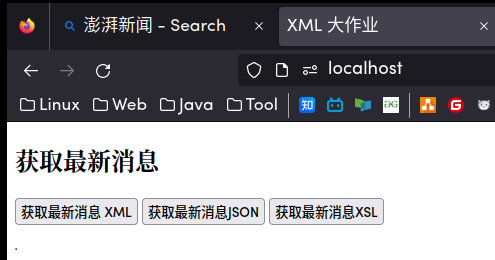 澎湃新闻 - Search
XML 大作业
localhost
Linux Web Java Tool
知 G
获取最新消息
获取最新消息 XML 获取最新消息JSON 获取最新消息XSL
.